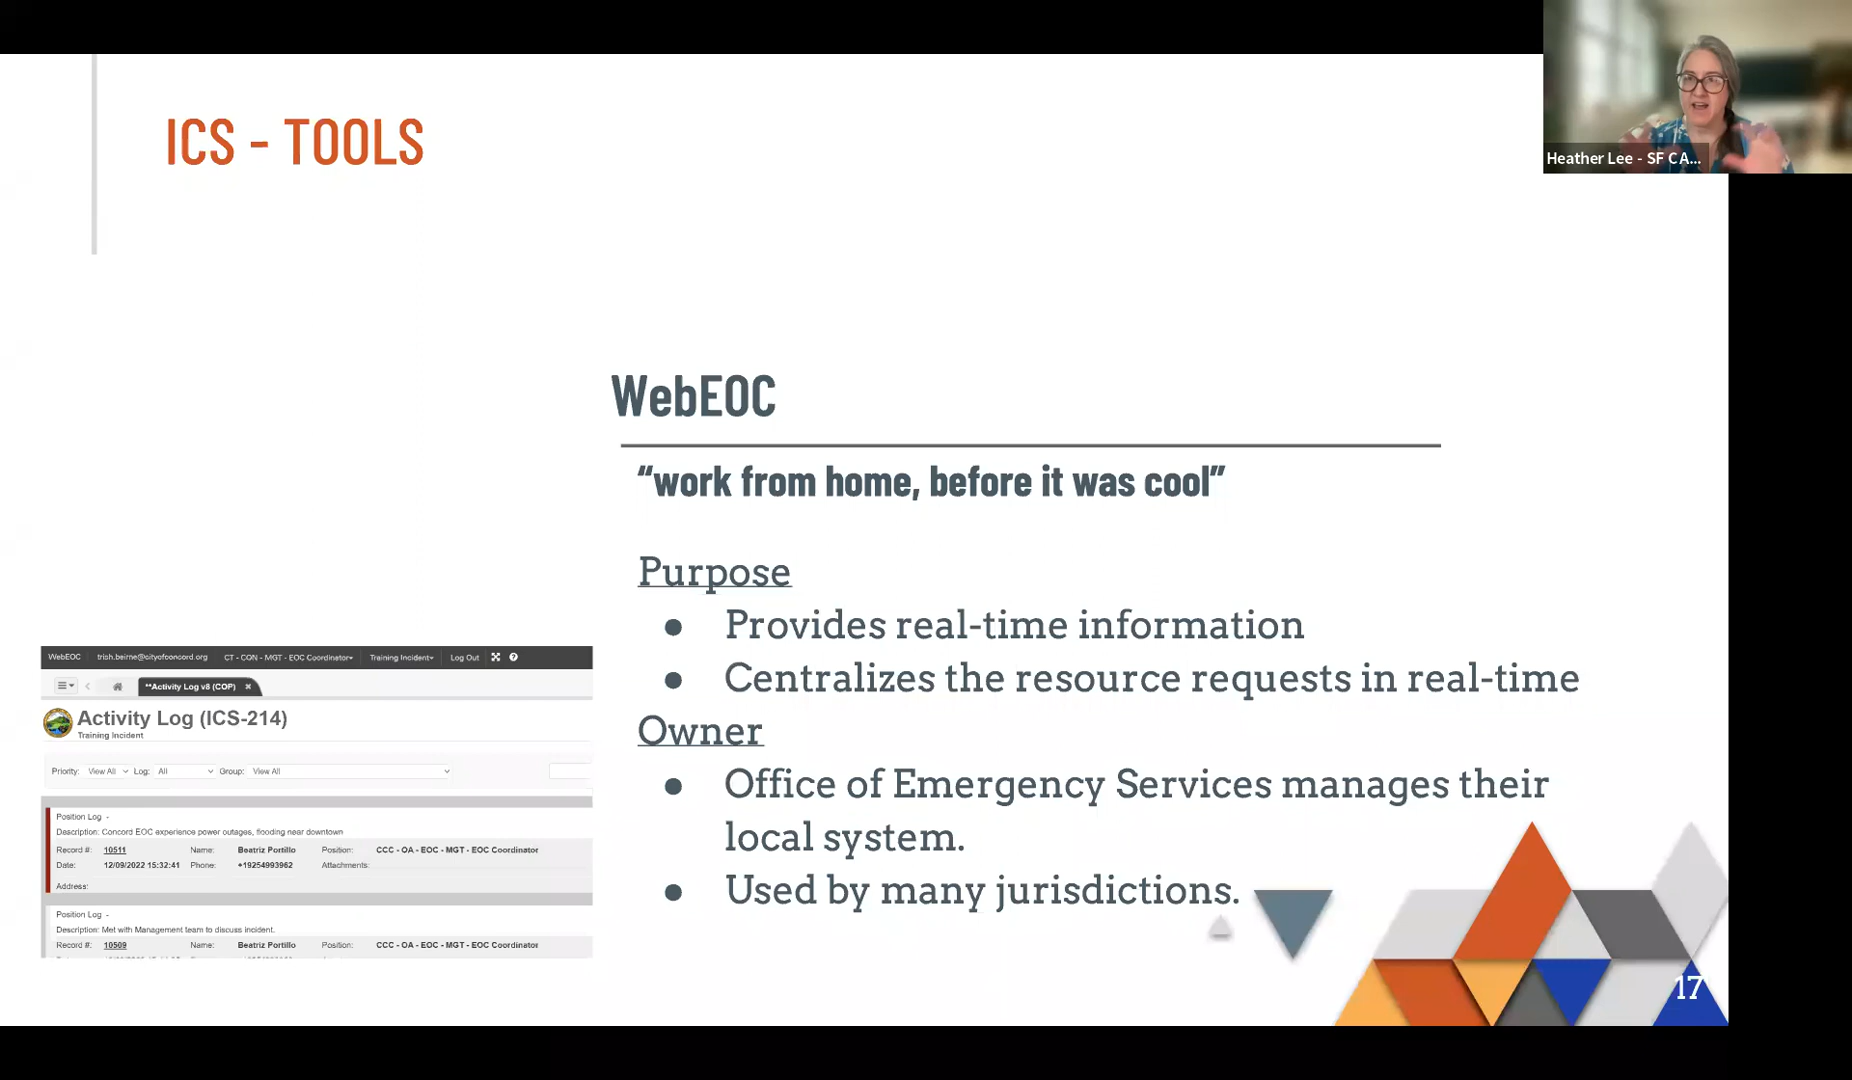 ICS - TOOLS
Heather Lee - SF CA...
WebEOC
“work from home, before it was cool”
Purpose
● Provides real-time information
● Centralizes the resource requests in real-time
Owner
● Office of Emergency Services manages their
local system.
● Used by many jurisdictions.
WebEOC trish.beirne@cityofconcord.org CT - CON - MGT - EOC Coordinator Training Incident Log Out
**Activity Log v8 (COP) ×
Activity Log (ICS-214)
Training Incident
Priority: View All Log: All Group: View All
Position Log -
Description: Concord EOC experience power outages, flooding near downtown
Record #: 10511 Name: Beatriz Portillo Position: CCC - OA - EOC - MGT - EOC Coordinator
Date: 12/09/2022 15:32:41 Phone: +19254993962 Attachments:
Address:
Position Log -
Description: Met with Management team to discuss incident.
Record #: 10509 Name: Beatriz Portillo Position: CCC - OA - EOC - MGT - EOC Coordinator
17